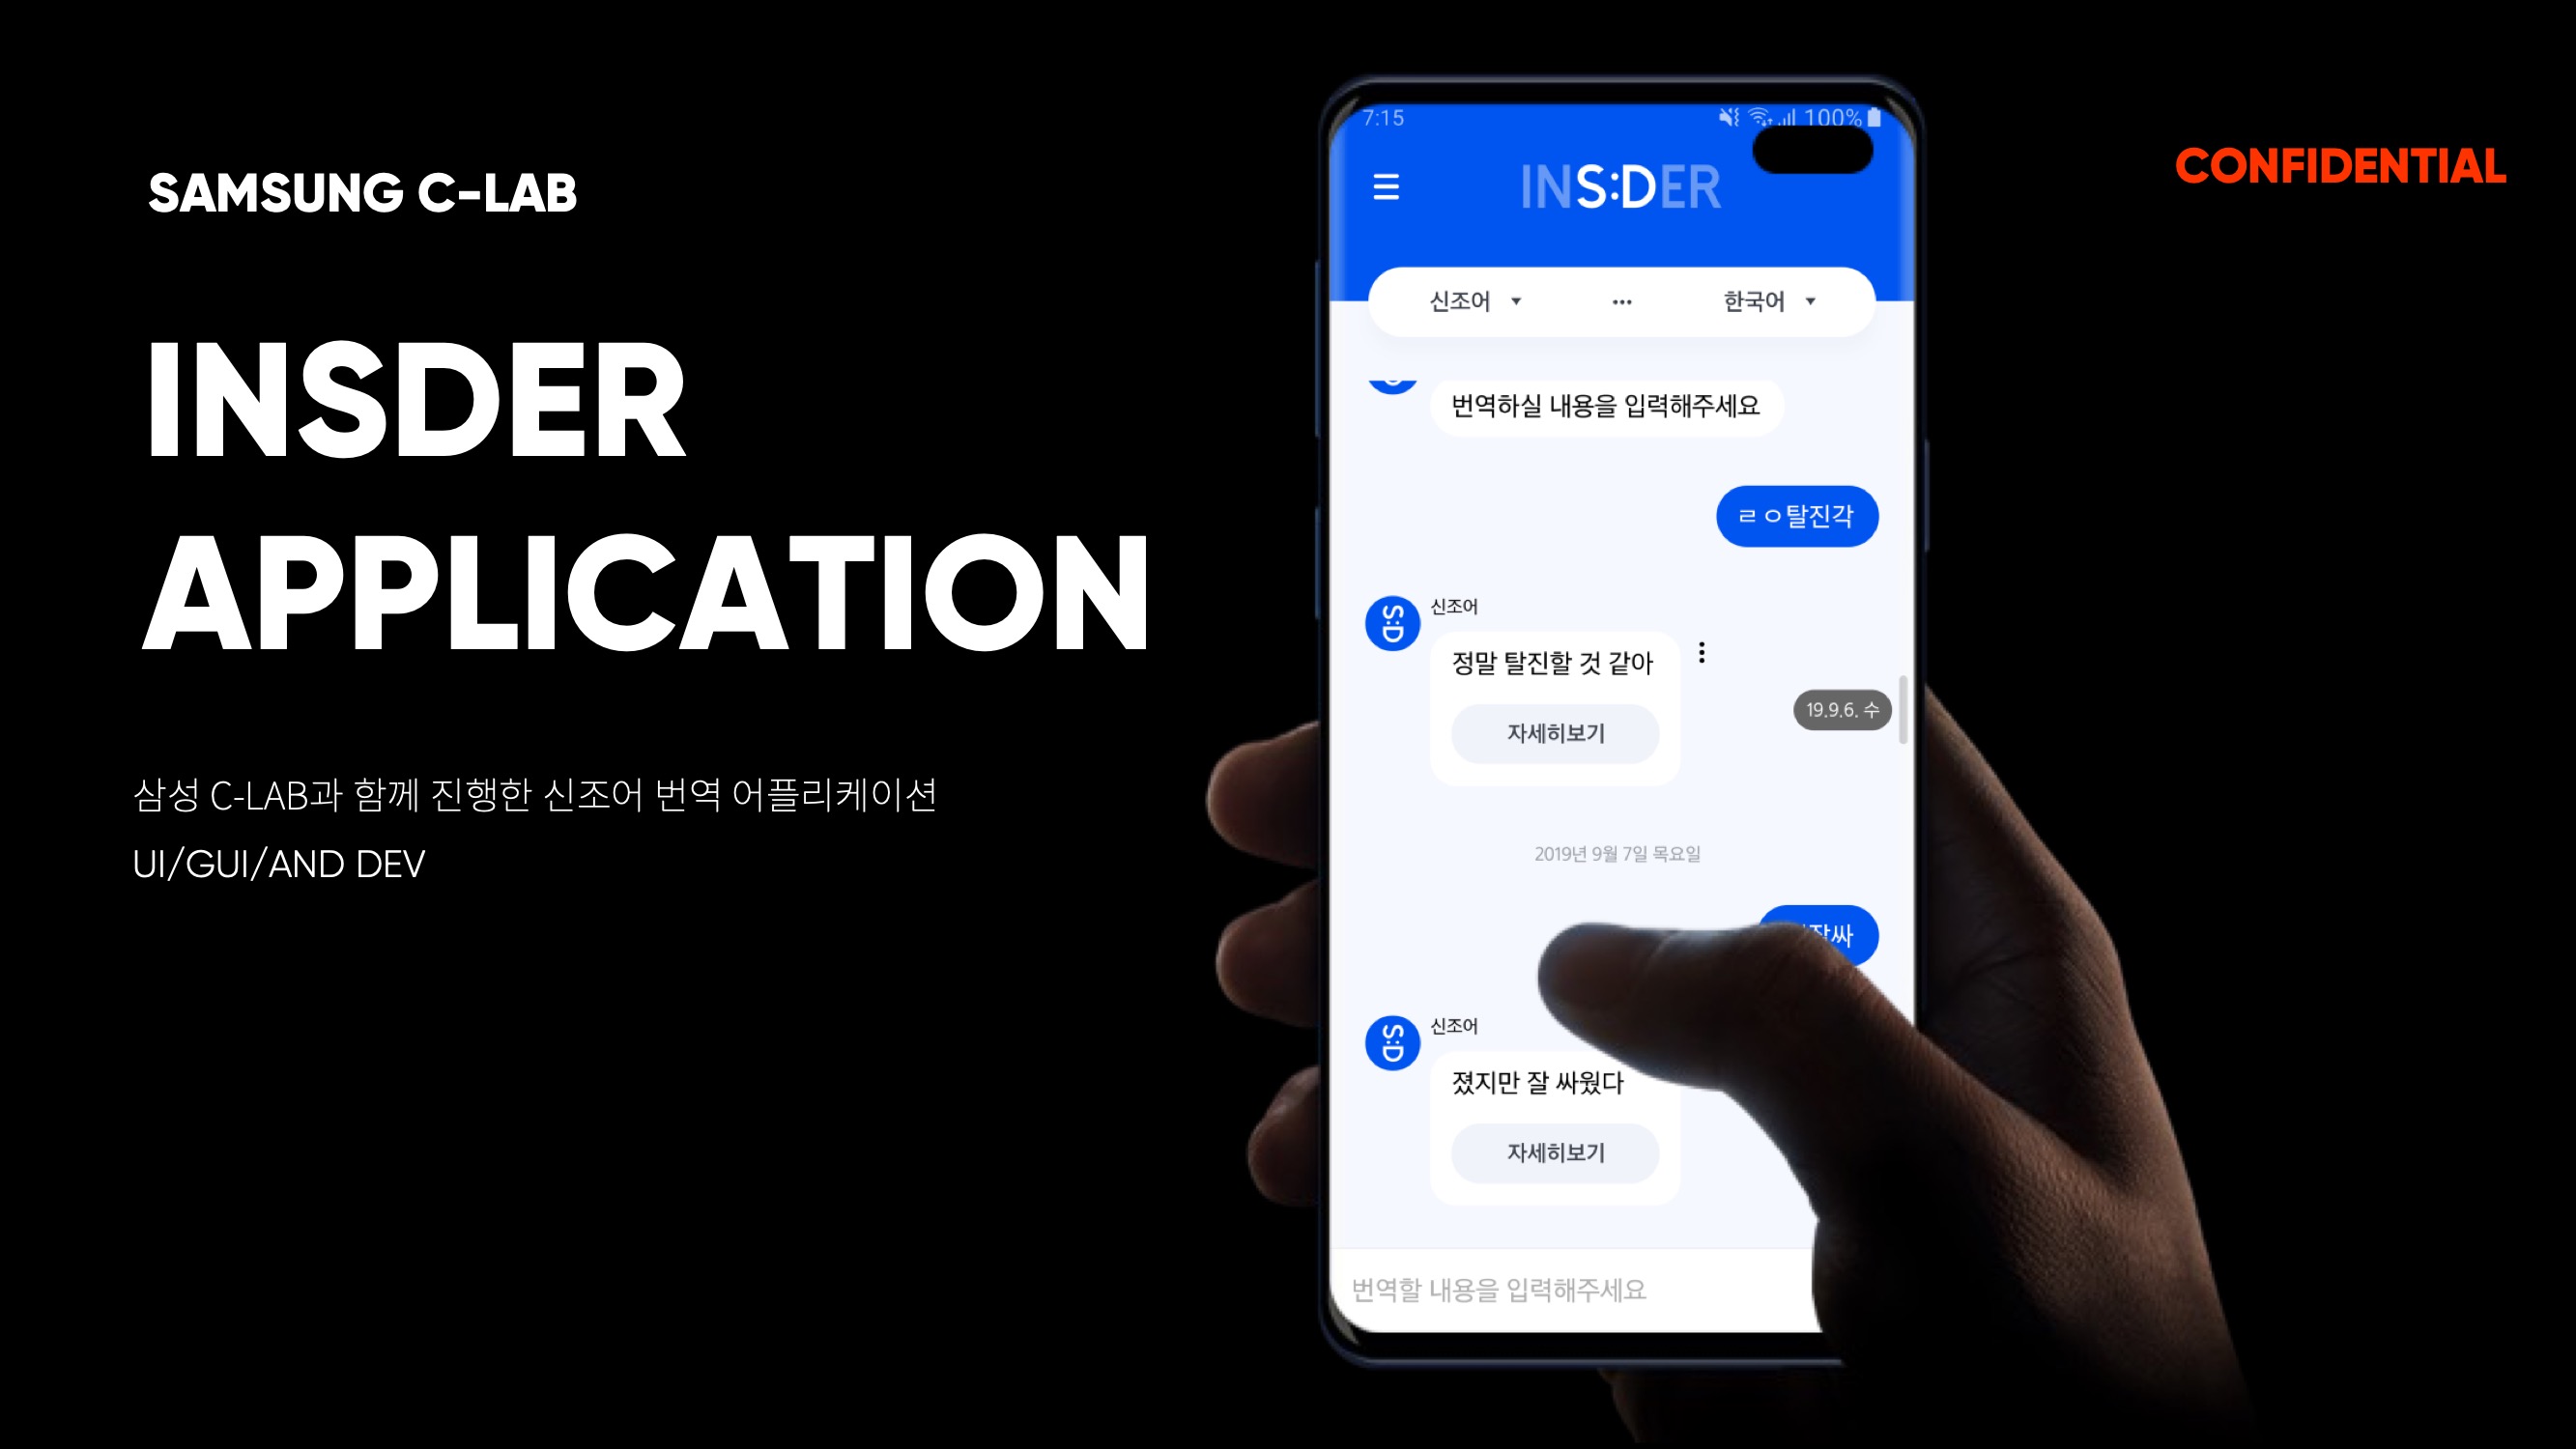 SAMSUNG C-LAB
CONFIDENTIAL
INSDER
APPLICATION
삼성 C-LAB과 함께 진행한 신조어 번역 어플리케이션
UI/GUI/AND DEV
7:15
100%
INS:DER
신조어
한국어
번역하실 내용을 입력해주세요
ㄹㅇ탈진각
S:D
신조어
정말 탈진할 것 같아
자세히보기
19.9.6. 수
2019년 9월 7일 목요일
S:D
신조어
졌지만 잘 싸웠다
자세히보기
번역할 내용을 입력해주세요